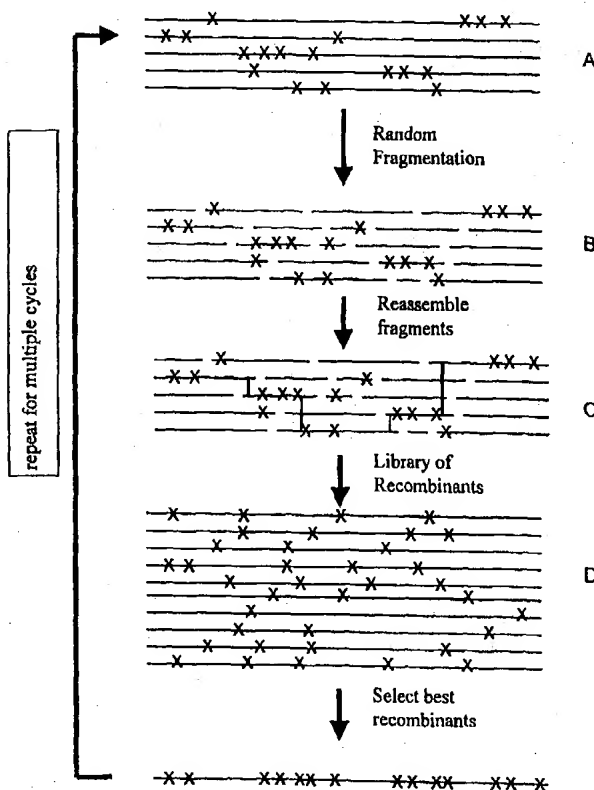 A
Random
Fragmentation
B
Reassemble
fragments
C
Library of
Recombinants
D
Select best
recombinants
repeat for multiple cycles